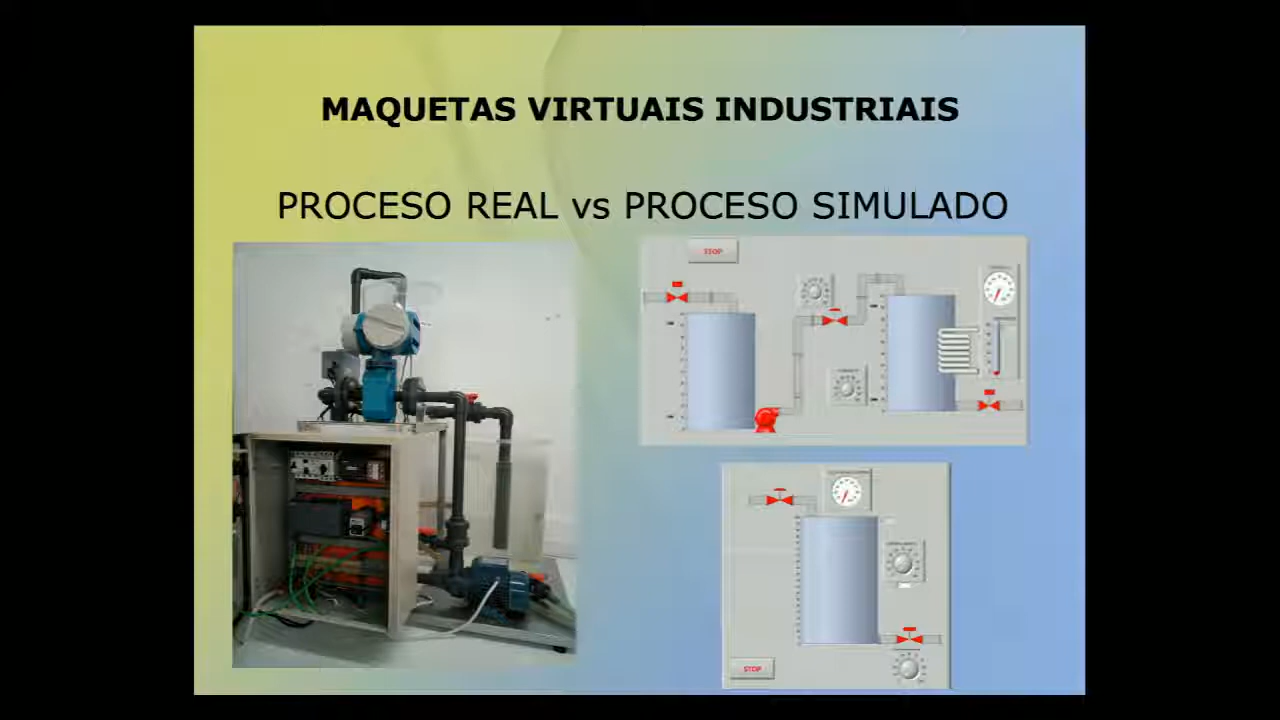 MAQUETAS VIRTUAIS INDUSTRIAIS
PROCESO REAL vs PROCESO SIMULADO
STOP
STOP